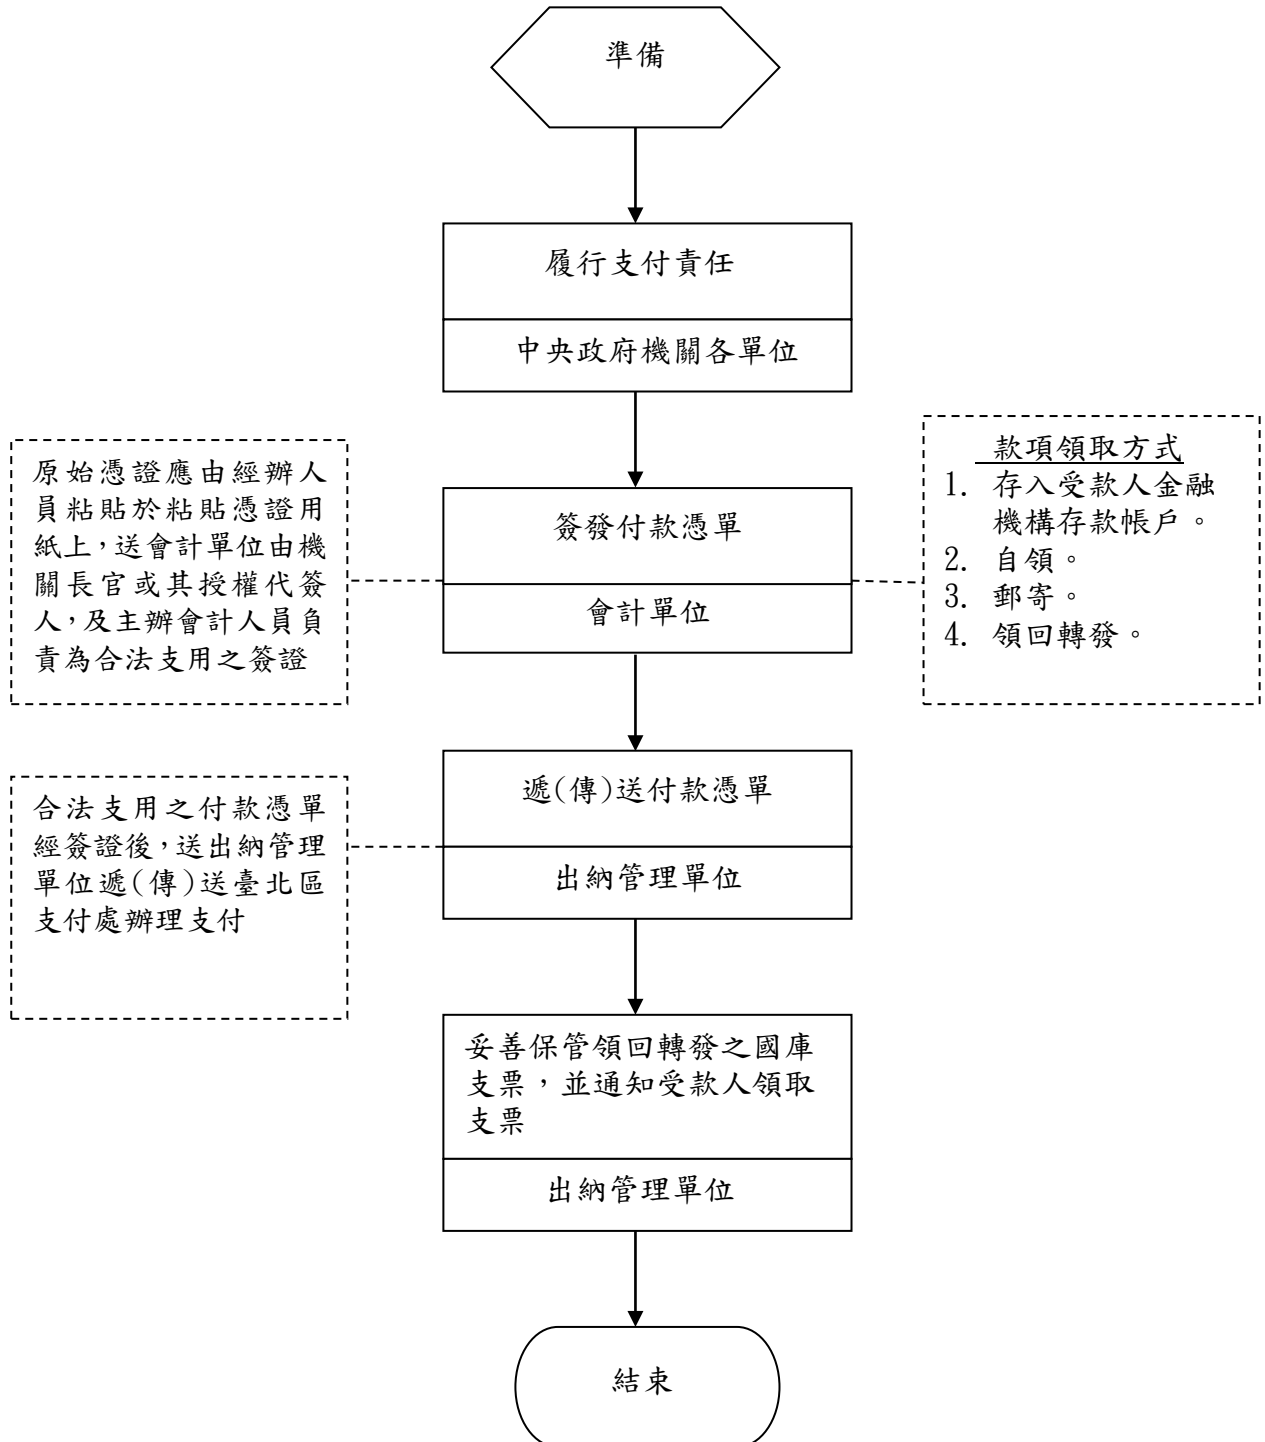 準備
履行支付責任
中央政府機關各單位
原始憑證應由經辦人
員粘貼於粘貼憑證用
紙上，送會計單位由機
關長官或其授權代簽
人，及主辦會計人員負
責為合法支用之簽證
簽發付款憑單
會計單位
款項領取方式
1. 存入受款人金融
機構存款帳戶。
2. 自領。
3. 郵寄。
4. 領回轉發。
合法支用之付款憑單
經簽證後，送出納管理
單位遞(傳)送臺北區
支付處辦理支付
遞(傳)送付款憑單
出納管理單位
妥善保管領回轉發之國庫
支票，並通知受款人領取
支票
出納管理單位
結束